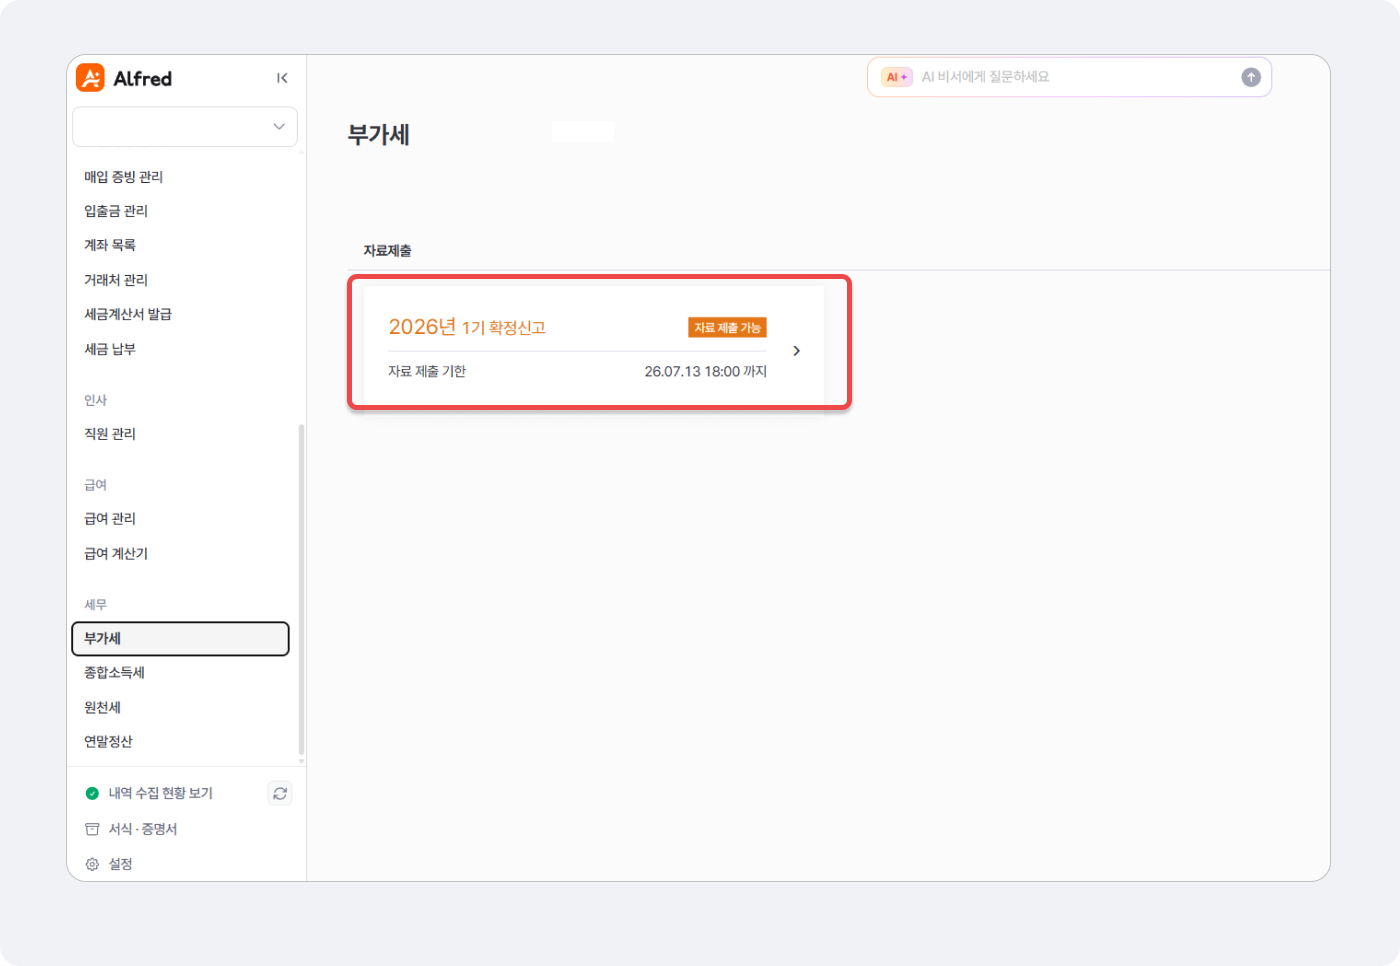 Alfred
AI
AI 비서에게 질문하세요
부가세
매입 증빙 관리
입출금 관리
계좌 목록
거래처 관리
세금계산서 발급
세금 납부
인사
직원 관리
급여
급여 관리
급여 계산기
세무
부가세
종합소득세
원천세
연말정산
내역 수집 현황 보기
서식 · 증명서
설정
자료제출
2026년 1기 확정신고
자료 제출 가능
자료 제출 기한
26.07.13 18:00 까지